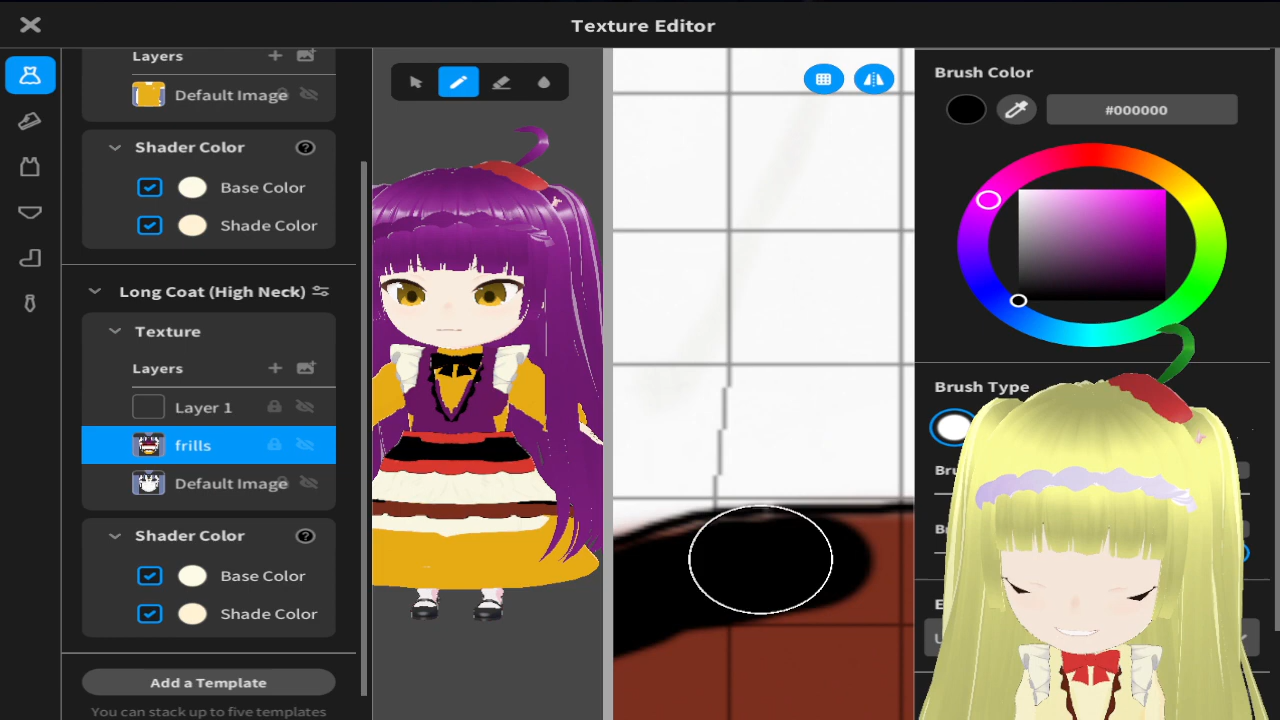 Texture Editor
Layers
Default Image
Shader Color
?
Base Color
Shade Color
Long Coat (High Neck)
Texture
Layers
Layer 1
frills
Default Image
Shader Color
?
Base Color
Shade Color
Add a Template
You can stack up to five templates
Brush Color
#000000
Brush Type